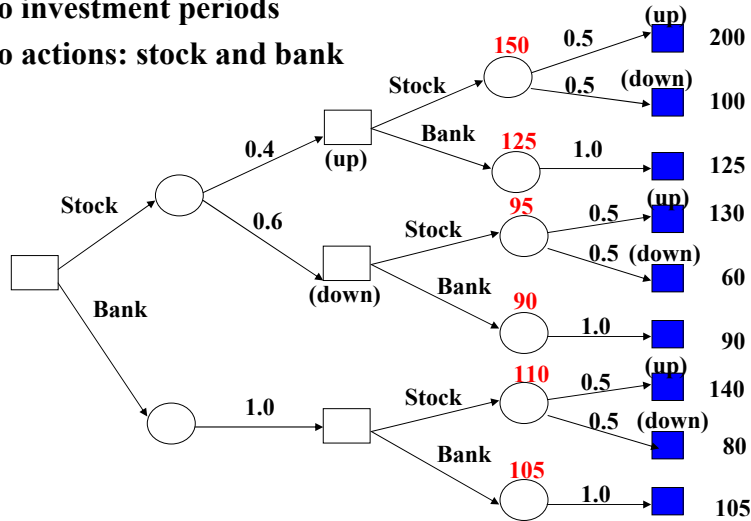 o investment periods
o actions: stock and bank
(up)
150
0.5
200
Stock
0.5
(down)
100
0.4
(up)
Bank
125
1.0
125
Stock
0.6
(down)
Stock
95
0.5
(up)
130
0.5
(down)
60
Bank
90
1.0
90
Bank
1.0
Stock
110
0.5
(up)
140
0.5
(down)
80
Bank
105
1.0
105